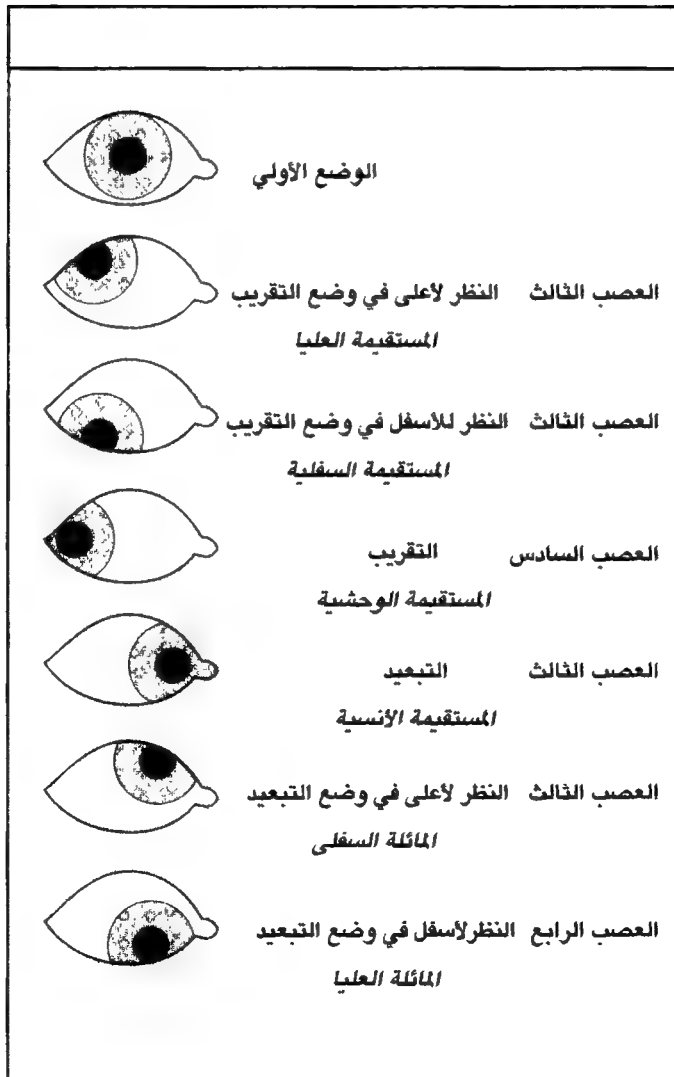 الوضع الأولي
العصب الثالث النظر لأعلى في وضع التقريب
المستقيمة العليا
العصب الثالث النظر للأسفل في وضع التقريب
المستقيمة السفلية
العصب السادس التقريب
المستقيمة الوحشية
العصب الثالث التبعيد
المستقيمة الأنسية
العصب الثالث النظر لأعلى في وضع التبعيد
المائلة السفلى
العصب الرابع النظرلأسفل في وضع التبعيد
المائلة العليا